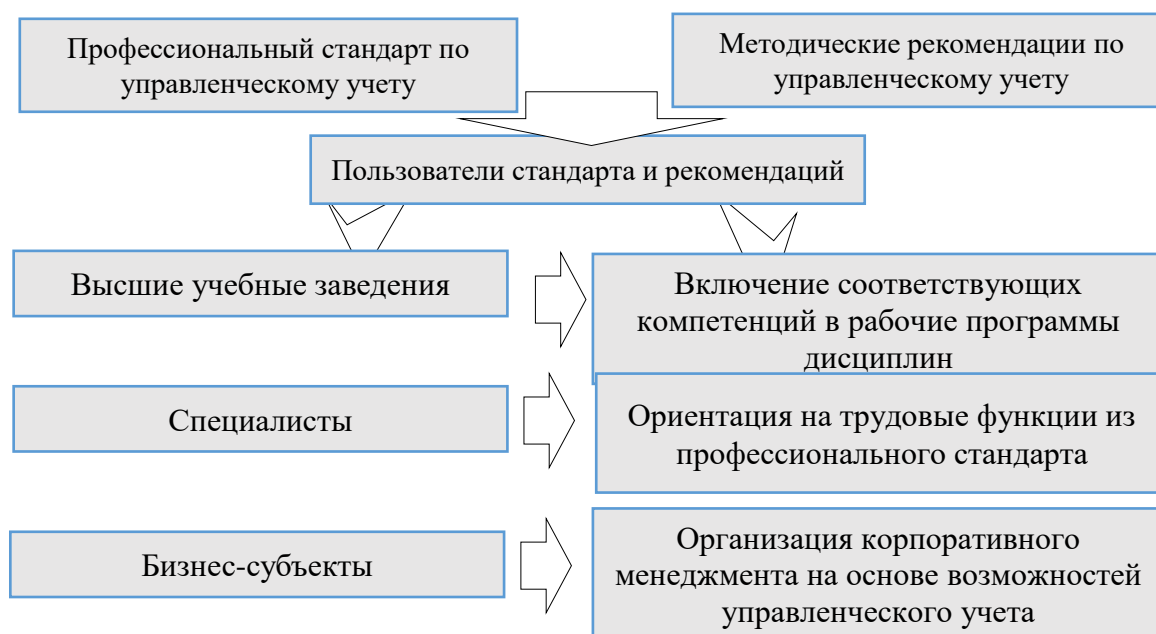 Профессиональный стандарт по
управленческому учету
Методические рекомендации по
управленческому учету
Пользователи стандарта и рекомендаций
Высшие учебные заведения
Включение соответствующих
компетенций в рабочие программы
дисциплин
Специалисты
Ориентация на трудовые функции из
профессионального стандарта
Бизнес-субъекты
Организация корпоративного
менеджмента на основе возможностей
управленческого учета